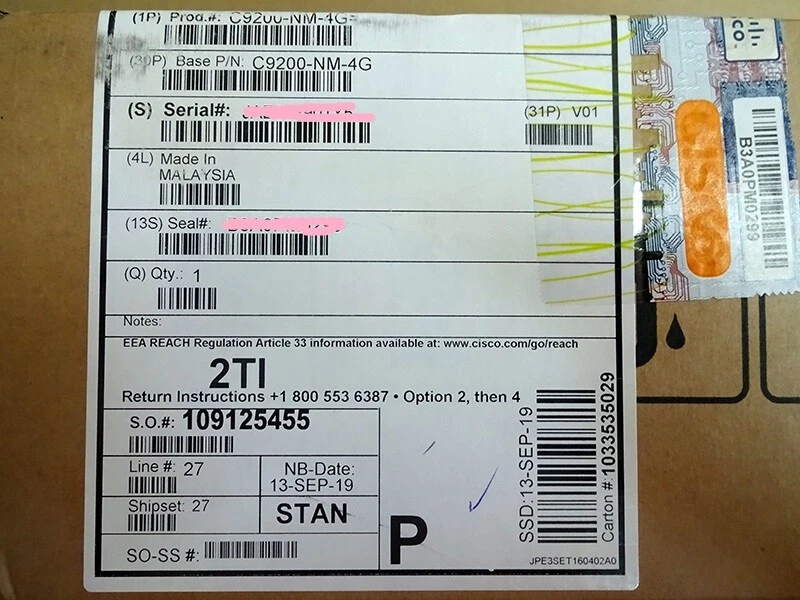 (1P) Prod.#: C9200-NM-4G=
(30P) Base P/N: C9200-NM-4G
(S) Serial#:
(31P) V01
(4L) Made In
MALAYSIA
(13S) Seal#:
(Q) Qty.: 1
Notes:
EEA REACH Regulation Article 33 information available at: www.cisco.com/go/reach
2TI
Return Instructions +1 800 553 6387 • Option 2, then 4
S.O.#: 109125455
Line #: 27
NB-Date:
13-SEP-19
Shipset: 27
STAN
SO-SS #:
P
SSD:13-SEP-19
Carton #:1033535029
JPE3SET160402A0
B3A0PM0299